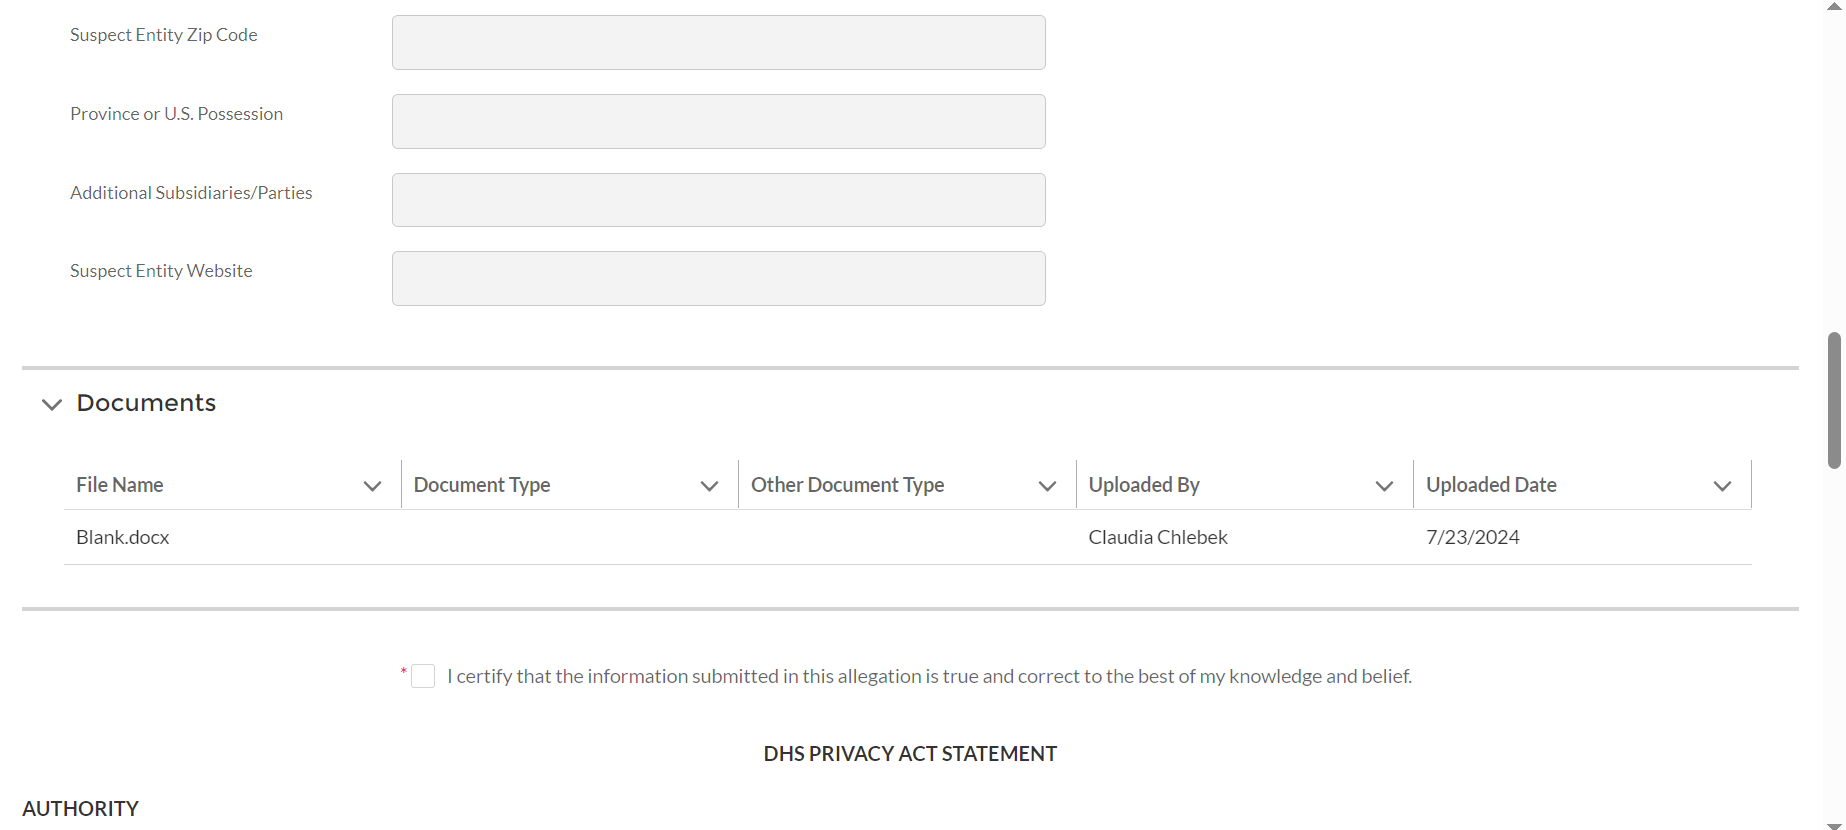 Suspect Entity Zip Code
Province or U.S. Possession
Additional Subsidiaries/Parties
Suspect Entity Website
Documents
File Name Document Type Other Document Type Uploaded By Uploaded Date
Blank.docx Claudia Chlebek 7/23/2024
* I certify that the information submitted in this allegation is true and correct to the best of my knowledge and belief.
DHS PRIVACY ACT STATEMENT
AUTHORITY